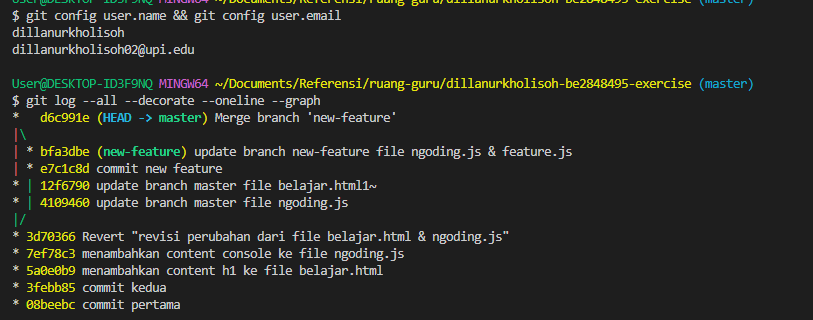 User@DESKTOP-ID3F9NQ MINGW64 ~/Documents/Referensi/ruang-guru/dillanurkholisoh-be2848495-exercise (master)
$ git config user.name && git config user.email
dillanurkholisoh
dillanurkholisoh02@upi.edu
User@DESKTOP-ID3F9NQ MINGW64 ~/Documents/Referensi/ruang-guru/dillanurkholisoh-be2848495-exercise (master)
$ git log --all --decorate --oneline --graph
*   d6c991e (HEAD -> master) Merge branch 'new-feature'
|\
| * bfa3dbe (new-feature) update branch new-feature file ngoding.js & feature.js
| * e7c1c8d commit new feature
* | 12f6790 update branch master file belajar.html1~
* | 4109460 update branch master file ngoding.js
|/
* 3d70366 Revert "revisi perubahan dari file belajar.html & ngoding.js"
* 7ef78c3 menambahkan content console ke file ngoding.js
* 5a0e0b9 menambahkan content h1 ke file belajar.html
* 3febb85 commit kedua
* 08beebc commit pertama